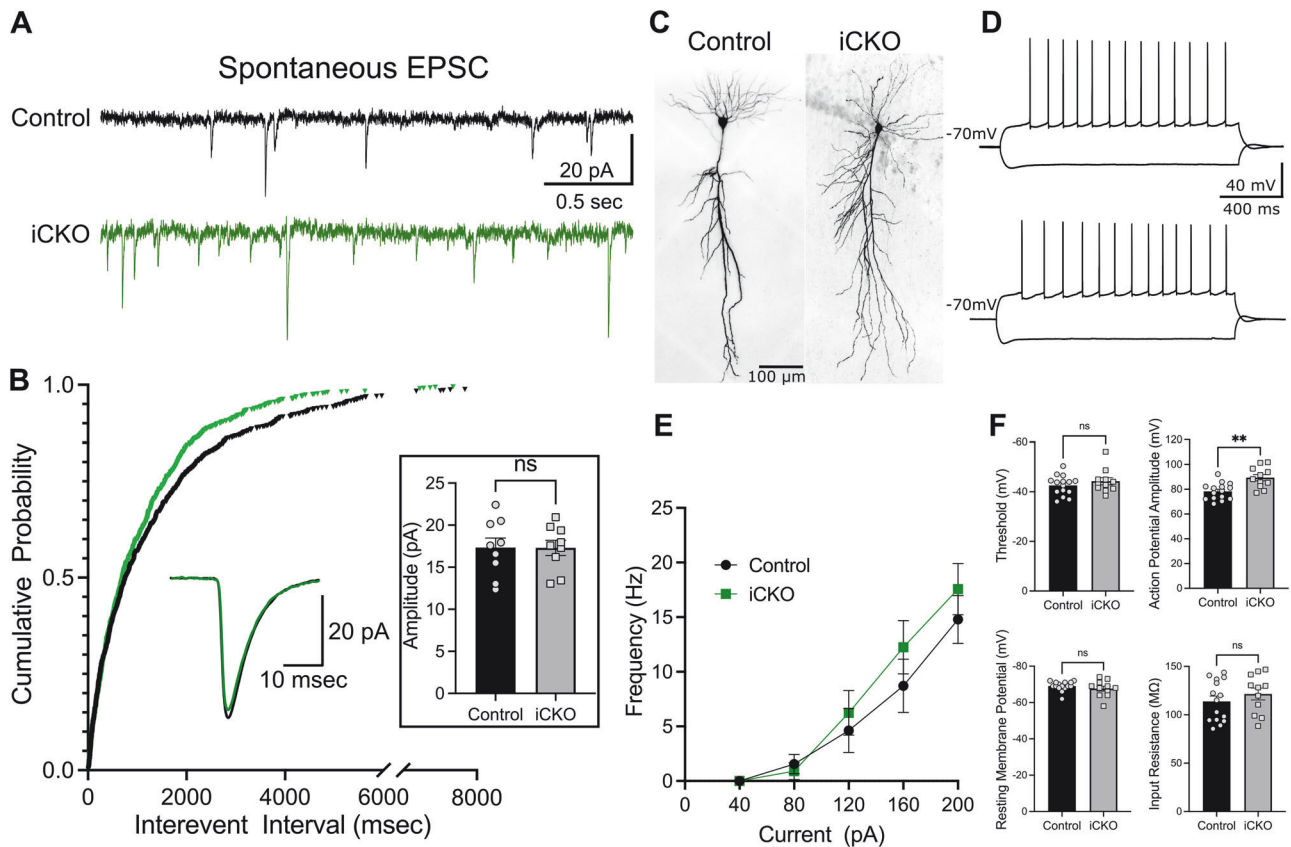 A
Spontaneous EPSC
Control
20 pA
0.5 sec
iCKO
B
Cumulative Probability
1.0
0.5
0.0
0 2000 4000 6000 8000
Interevent Interval (msec)
20 pA
10 msec
ns
Amplitude (pA)
25
20
15
10
5
0
Control iCKO
C
Control iCKO
100 µm
D
-70mV
40 mV
400 ms
-70mV
E
Frequency (Hz)
25
20
15
10
5
0
Control
iCKO
0 40 80 120 160 200
Current (pA)
F
Threshold (mV)
-60
-40
-20
0
ns
Control iCKO
Action Potential Amplitude (mV)
120
100
80
60
40
20
0
**
Control iCKO
Resting Membrane Potential (mV)
-80
-60
-40
-20
0
ns
Control iCKO
Input Resistance (MΩ)
150
100
50
0
ns
Control iCKO